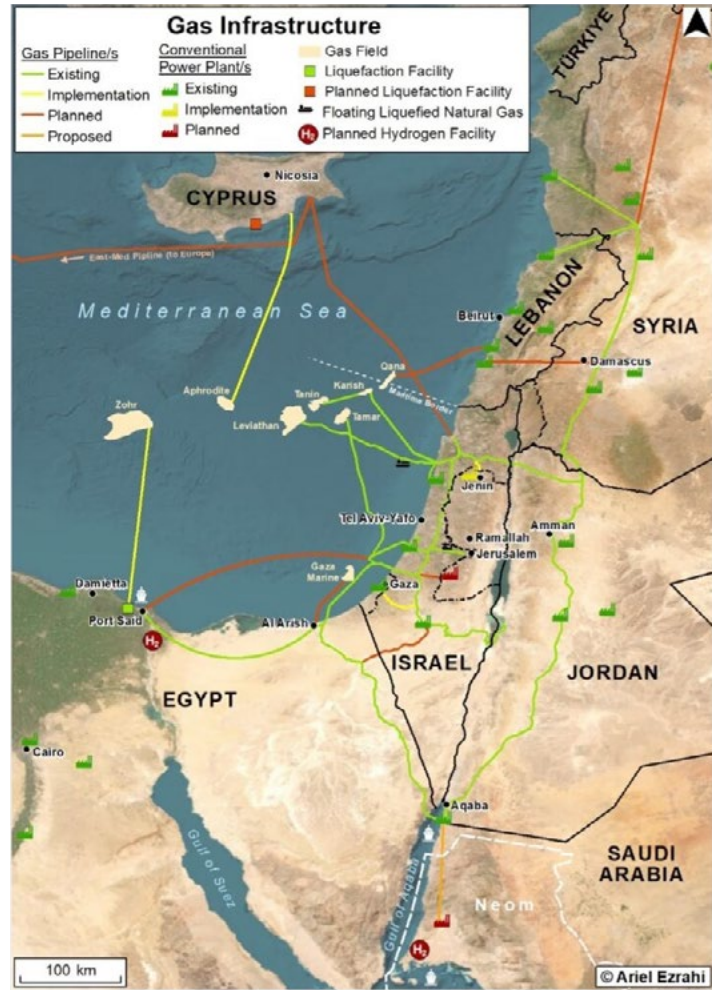 Gas Infrastructure
Gas Pipeline/s
Existing
Implementation
Planned
Proposed
Conventional
Power Plant/s
Existing
Implementation
Planned
Gas Field
Liquefaction Facility
Planned Liquefaction Facility
Floating Liquefied Natural Gas
H₂ Planned Hydrogen Facility
TÜRKIYE
Nicosia
CYPRUS
East-Med Pipline (to Europe)
Mediterranean Sea
Beirut
LEBANON
SYRIA
Damascus
Qana
Karish
Tanin
Aphrodite
Zohr
Leviathan
Tamar
Maritime Border
Jenin
Tel Aviv-Yafo
Amman
Ramallah
Jerusalem
Gaza Marine
Gaza
Damietta
Port Said
Al Arish
H₂
ISRAEL
JORDAN
EGYPT
Cairo
Aqaba
Gulf of Suez
Gulf of Aqaba
SAUDI
ARABIA
Neom
H₂
100 km
© Ariel Ezrahi